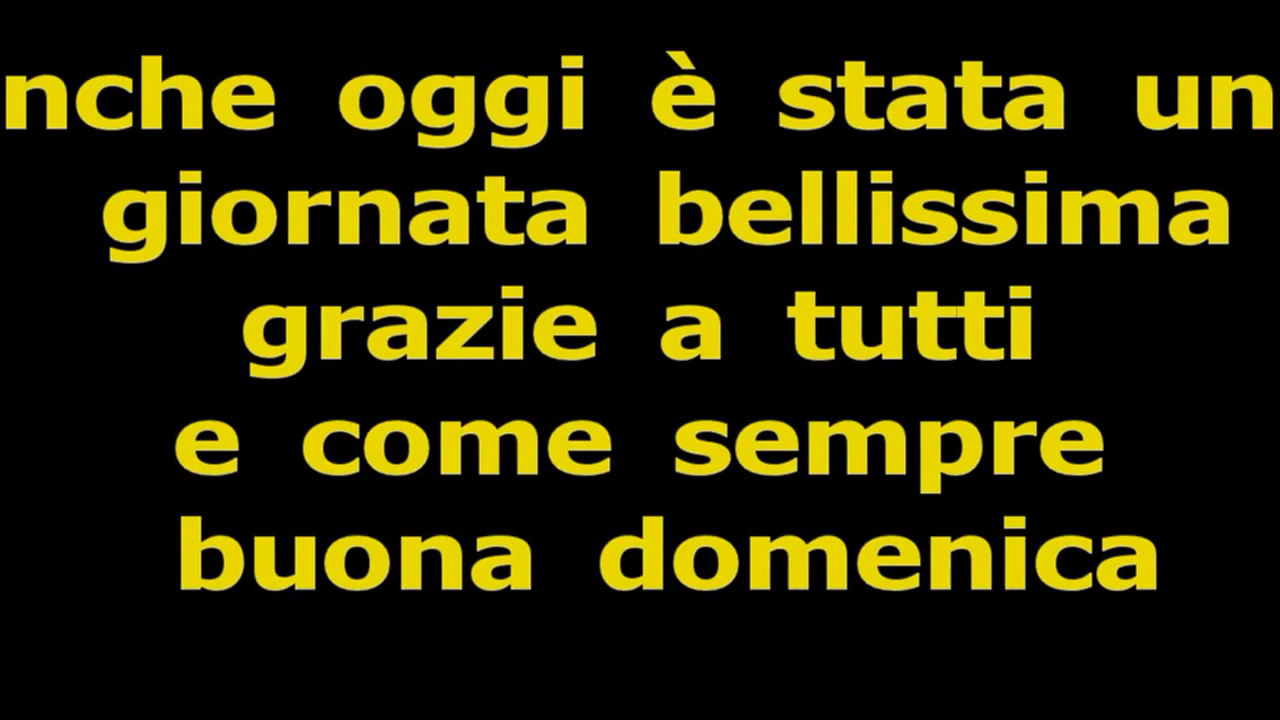 nche oggi è stata un
giornata bellissima
grazie a tutti
e come sempre
buona domenica